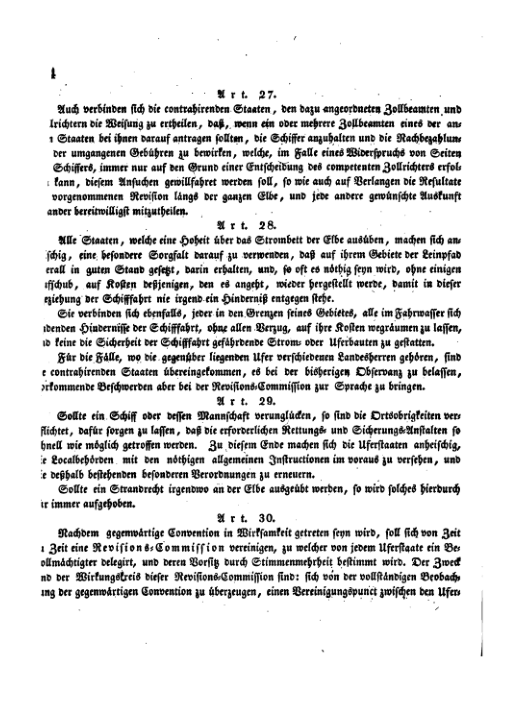 A r t. 27.
Auch verbinden sich die contrahirenden Staaten, den dazu angeordneten Zollbeamten und
lrichtern die Weisung zu ertheilen, daß, wenn ein oder mehrere Zollbeamten eines der an-
Staaten bei ihnen darauf antragen sollten, die Schiffer anzuhalten und die Nachbezahlun-
der umgangenen Gebühren zu bewirken, welche, im Falle eines Widerspruchs von Seiten
Schiffers, immer nur auf den Grund einer Entscheidung des competenten Zollrichters erfol-
kann, diesem Ansuchen gewillfahret werden soll, so wie auch auf Verlangen die Resultate
vorgenommenen Revision längs der ganzen Elbe, und jede andere gewünschte Auskunft
ander bereitwilligst mitzutheilen.
A r t. 28.
Alle Staaten, welche eine Hoheit über das Strombett der Elbe ausüben, machen sich an-
schig, eine besondere Sorgfalt darauf zu verwenden, daß auf ihrem Gebiete der Leinpfad
erall in guten Stand gesetzt, darin erhalten, und, so oft es nöthig seyn wird, ohne einigen
ufschub, auf Kosten desjenigen, den es angeht, wieder hergestellt werde, damit in dieser
eziehung der Schifffahrt nie irgend ein Hinderniß entgegen stehe.
Sie verbinden sich ebenfalls, jeder in den Grenzen seines Gebietes, alle im Fahrwasser sich
idenden Hindernisse der Schifffahrt, ohne allen Verzug, auf ihre Kosten wegräumen zu lassen,
id keine die Sicherheit der Schifffahrt gefährdende Strom- oder Uferbauten zu gestatten.
Für die Fälle, wo die gegenüber liegenden Ufer verschiedenen Landesherren gehören, sind
e contrahirenden Staaten übereingekommen, es bei der bisherigen Observanz zu belassen,
orkommende Beschwerden aber bei der Revisions-Commission zur Sprache zu bringen.
A r t. 29.
Sollte ein Schiff oder dessen Mannschaft verunglücken, so sind die Ortsobrigkeiten ver-
flichtet, dafür sorgen zu lassen, daß die erforderlichen Rettungs- und Sicherungs-Anstalten so
hnell wie möglich getroffen werden. Zu diesem Ende machen sich die Uferstaaten anheischig,
e Localbehörden mit den nöthigen allgemeinen Instructionen im voraus zu versehen, und
e deßhalb bestehenden besonderen Verordnungen zu erneuern.
Sollte ein Strandrecht irgendwo an der Elbe ausgeübt werden, so wird solches hierdurch
ir immer aufgehoben.
A r t. 30.
Nachdem gegenwärtige Convention in Wirksamkeit getreten seyn wird, soll sich von Zeit
Zeit eine Revisions-Commission vereinigen, zu welcher von jedem Uferstaate ein Be-
ollmächtigter delegirt, und deren Vorsitz durch Stimmenmehrheit bestimmt wird. Der Zweck
nd der Wirkungskreis dieser Revisions-Commission sind: sich von der vollständigen Beobach-
ung der gegenwärtigen Convention zu überzeugen, einen Vereinigungspunct zwischen den Ufer-